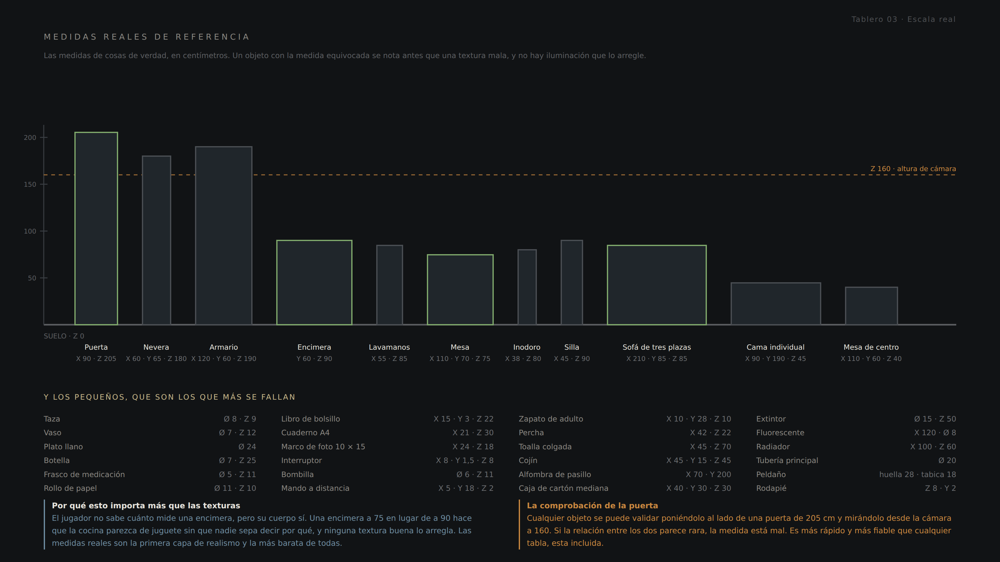 Tablero 03 · Escala real
MEDIDAS REALES DE REFERENCIA
Las medidas de cosas de verdad, en centímetros. Un objeto con la medida equivocada se nota antes que una textura mala, y no hay iluminación que lo arregle.
200
Z 160 · altura de cámara
150
100
50
SUELO · Z 0
Puerta Nevera Armario Encimera Lavamanos Mesa Inodoro Silla Sofá de tres plazas Cama individual Mesa de centro
X 90 · Z 205 X 60 · Y 65 · Z 180 X 120 · Y 60 · Z 190 Y 60 · Z 90 X 55 · Z 85 X 110 · Y 70 · Z 75 X 38 · Z 80 X 45 · Z 90 X 210 · Y 85 · Z 85 X 90 · Y 190 · Z 45 X 110 · Y 60 · Z 40
Y LOS PEQUEÑOS, QUE SON LOS QUE MÁS SE FALLAN
Taza Ø 8 · Z 9 Libro de bolsillo X 15 · Y 3 · Z 22 Zapato de adulto X 10 · Y 28 · Z 10 Extintor Ø 15 · Z 50
Vaso Ø 7 · Z 12 Cuaderno A4 X 21 · Z 30 Percha X 42 · Z 22 Fluorescente X 120 · Ø 8
Plato llano Ø 24 Marco de foto 10 × 15 X 24 · Z 18 Toalla colgada X 45 · Z 70 Radiador X 100 · Z 60
Botella Ø 7 · Z 25 Interruptor X 8 · Y 1,5 · Z 8 Cojín X 45 · Y 15 · Z 45 Tubería principal Ø 20
Frasco de medicación Ø 5 · Z 11 Bombilla Ø 6 · Z 11 Alfombra de pasillo X 70 · Y 200 Peldaño huella 28 · tabica 18
Rollo de papel Ø 11 · Z 10 Mando a distancia X 5 · Y 18 · Z 2 Caja de cartón mediana X 40 · Y 30 · Z 30 Rodapié Z 8 · Y 2
Por qué esto importa más que las texturas
El jugador no sabe cuánto mide una encimera, pero su cuerpo sí. Una encimera a 75 en lugar de a 90 hace
que la cocina parezca de juguete sin que nadie sepa decir por qué, y ninguna textura buena lo arregla. Las
medidas reales son la primera capa de realismo y la más barata de todas.
La comprobación de la puerta
Cualquier objeto se puede validar poniéndolo al lado de una puerta de 205 cm y mirándolo desde la cámara
a 160. Si la relación entre los dos parece rara, la medida está mal. Es más rápido y más fiable que cualquier
tabla, esta incluida.